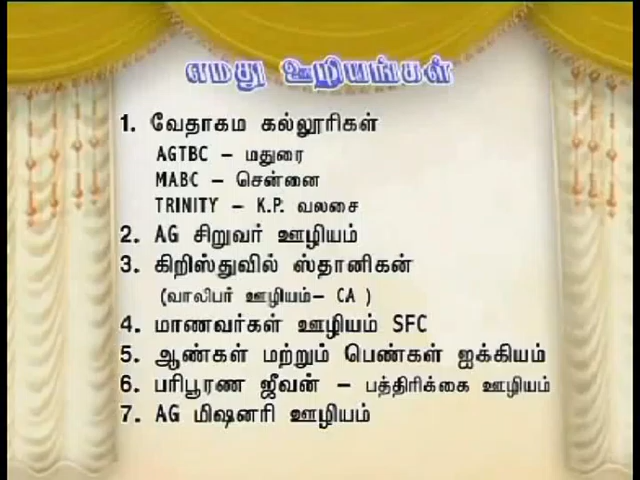 எமது ஊழியங்கள்
1. வேதாகம கல்லூரிகள்
AGTBC – மதுரை
MABC – சென்னை
TRINITY – K.P. வலசை
2. AG சிறுவர் ஊழியம்
3. கிறிஸ்துவில் ஸ்தானிகன்
(வாலிபர் ஊழியம்– CA )
4. மாணவர்கள் ஊழியம் SFC
5. ஆண்கள் மற்றும் பெண்கள் ஐக்கியம்
6. பரிபூரண ஜீவன் – பத்திரிக்கை ஊழியம்
7. AG மிஷனரி ஊழியம்